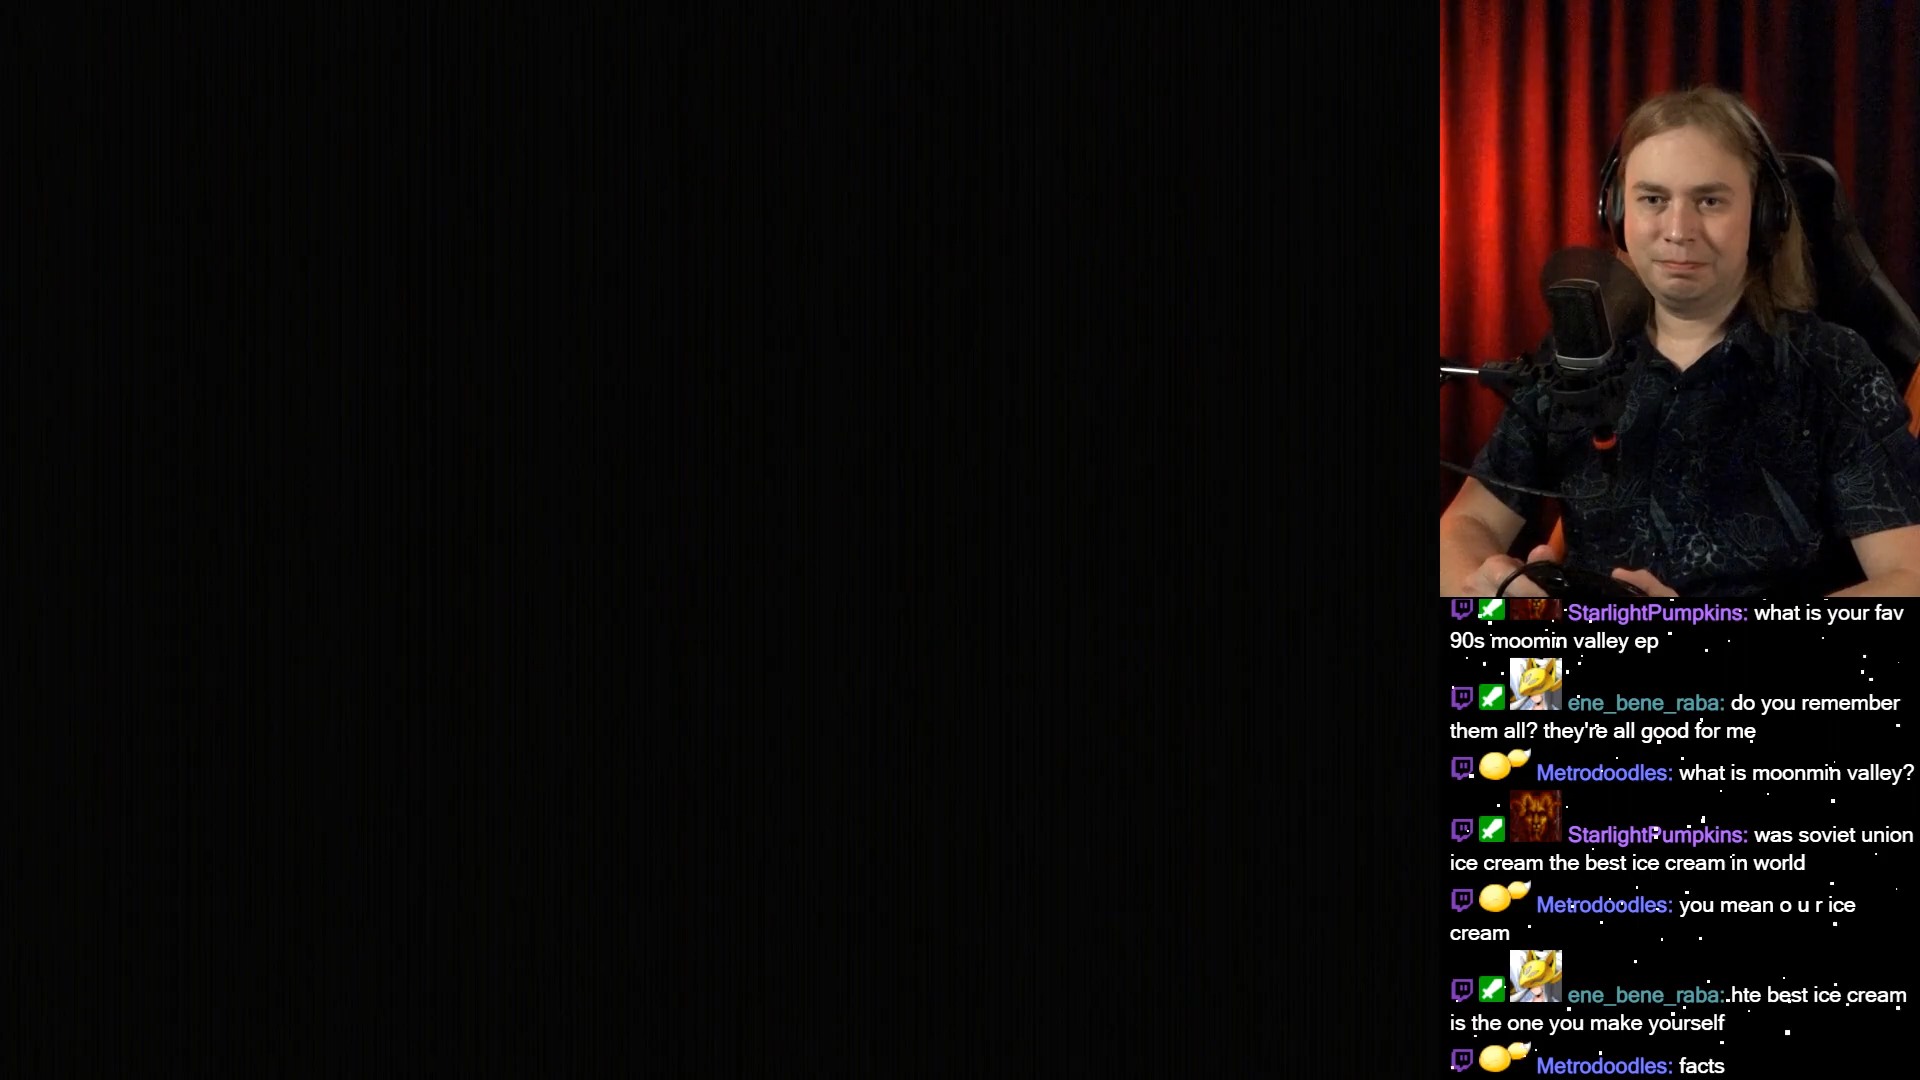 StarlightPumpkins: what is your fav
90s moomin valley ep
ene_bene_raba: do you remember
them all? they're all good for me
Metrodoodles: what is moonmin valley?
StarlightPumpkins: was soviet union
ice cream the best ice cream in world
Metrodoodles: you mean o u r ice
cream
ene_bene_raba: hte best ice cream
is the one you make yourself
Metrodoodles: facts